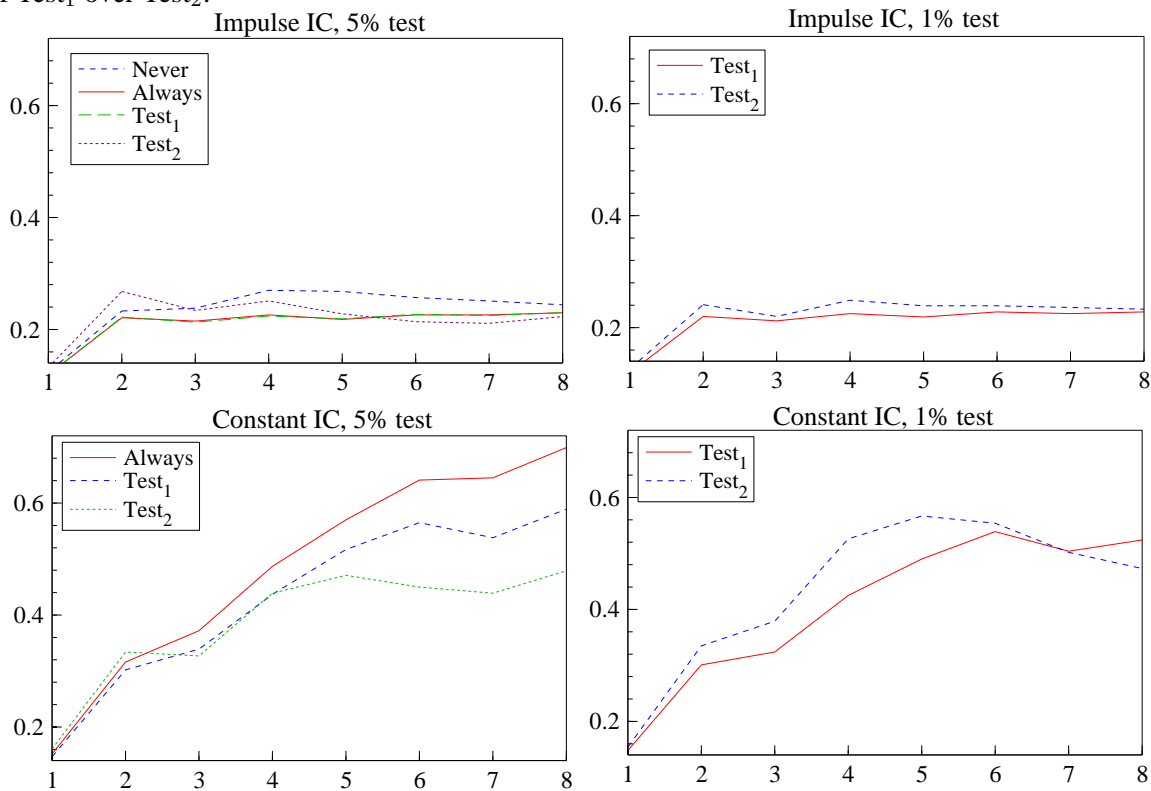 Test₁ over Test₂.
Impulse IC, 5% test
Never
Always
Test₁
Test₂
0.6
0.4
0.2
1 2 3 4 5 6 7 8
Impulse IC, 1% test
Test₁
Test₂
0.6
0.4
0.2
1 2 3 4 5 6 7 8
Constant IC, 5% test
Always
Test₁
Test₂
0.6
0.4
0.2
1 2 3 4 5 6 7 8
Constant IC, 1% test
Test₁
Test₂
0.6
0.4
0.2
1 2 3 4 5 6 7 8